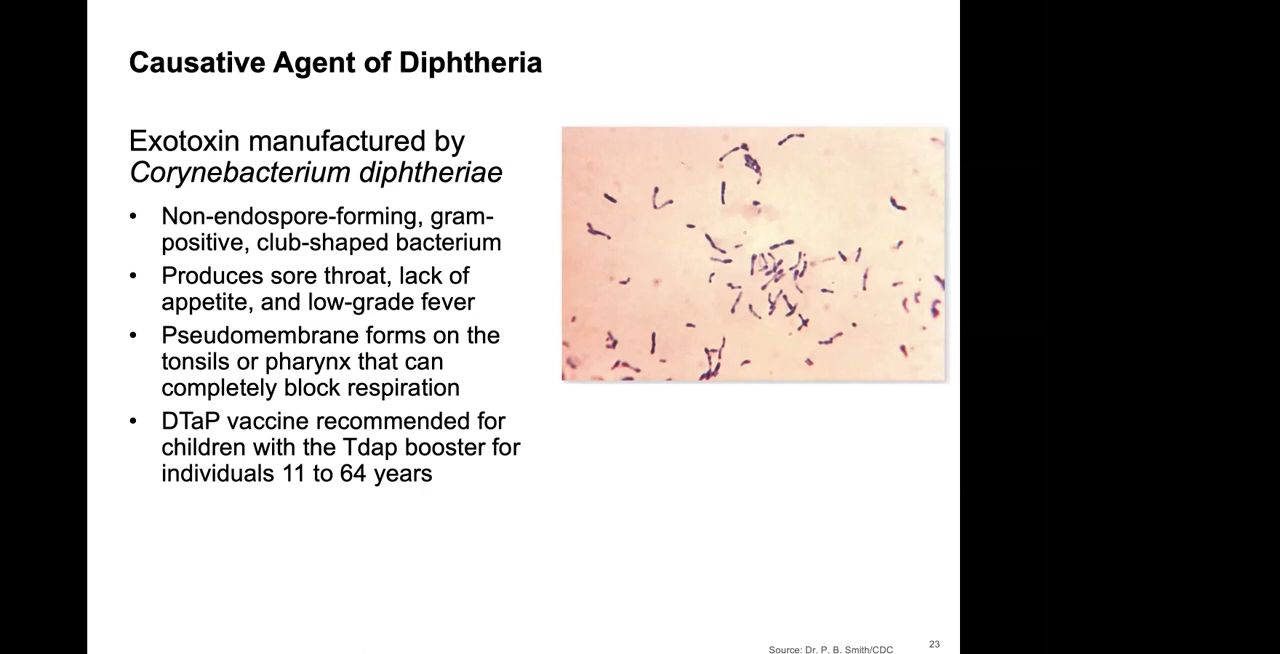 Causative Agent of Diphtheria
Exotoxin manufactured by
Corynebacterium diphtheriae
• Non-endospore-forming, gram-
positive, club-shaped bacterium
• Produces sore throat, lack of
appetite, and low-grade fever
• Pseudomembrane forms on the
tonsils or pharynx that can
completely block respiration
• DTaP vaccine recommended for
children with the Tdap booster for
individuals 11 to 64 years
Source: Dr. P. B. Smith/CDC
23